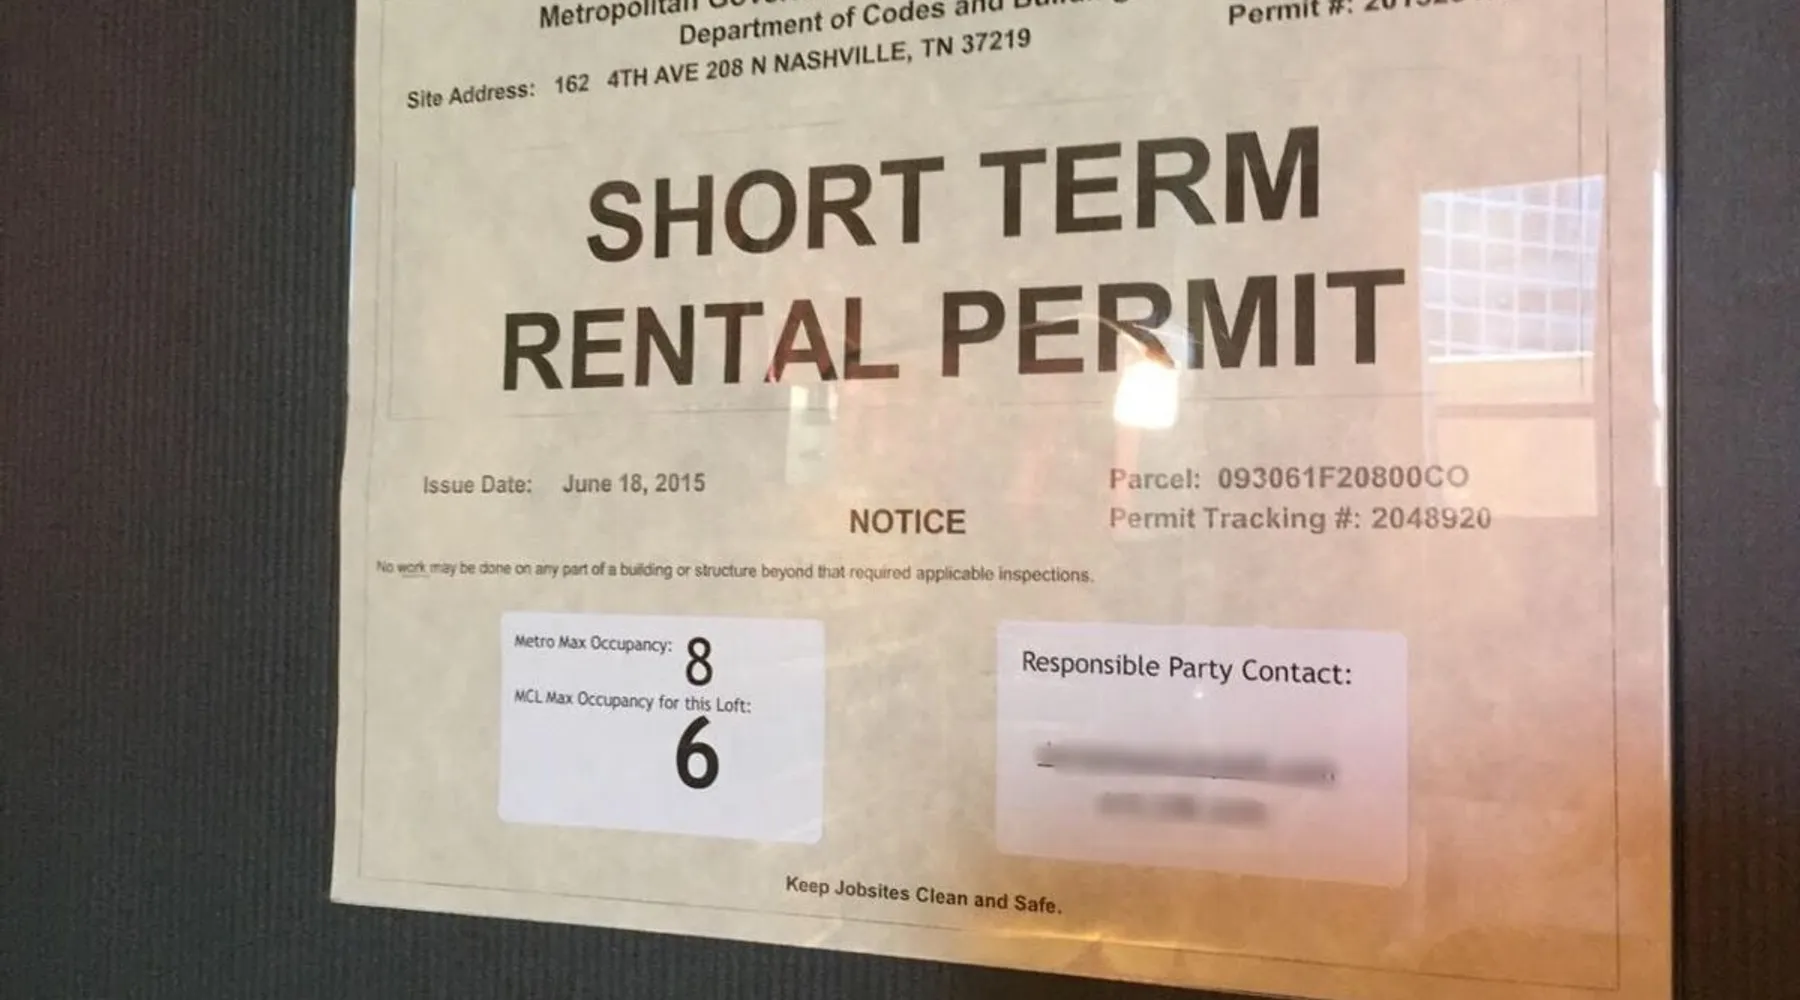 Metropolitan
Department of Codes and
Permit #:
Site Address: 162 4TH AVE 208 N NASHVILLE, TN 37219
SHORT TERM
RENTAL PERMIT
Issue Date: June 18, 2015
Parcel: 093061F20800CO
NOTICE
Permit Tracking #: 2048920
No work may be done on any part of a building or structure beyond that required applicable inspections.
Metro Max Occupancy: 8
MCL Max Occupancy for this Loft:
6
Responsible Party Contact:
Keep Jobsites Clean and Safe.